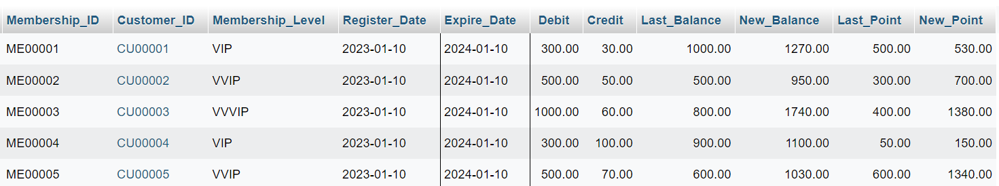 Membership_ID Customer_ID Membership_Level Register_Date Expire_Date Debit Credit Last_Balance New_Balance Last_Point New_Point
ME00001 CU00001 VIP 2023-01-10 2024-01-10 300.00 30.00 1000.00 1270.00 500.00 530.00
ME00002 CU00002 VVIP 2023-01-10 2024-01-10 500.00 50.00 500.00 950.00 300.00 700.00
ME00003 CU00003 VVVIP 2023-01-10 2024-01-10 1000.00 60.00 800.00 1740.00 400.00 1380.00
ME00004 CU00004 VIP 2023-01-10 2024-01-10 300.00 100.00 900.00 1100.00 50.00 150.00
ME00005 CU00005 VVIP 2023-01-10 2024-01-10 500.00 70.00 600.00 1030.00 600.00 1340.00